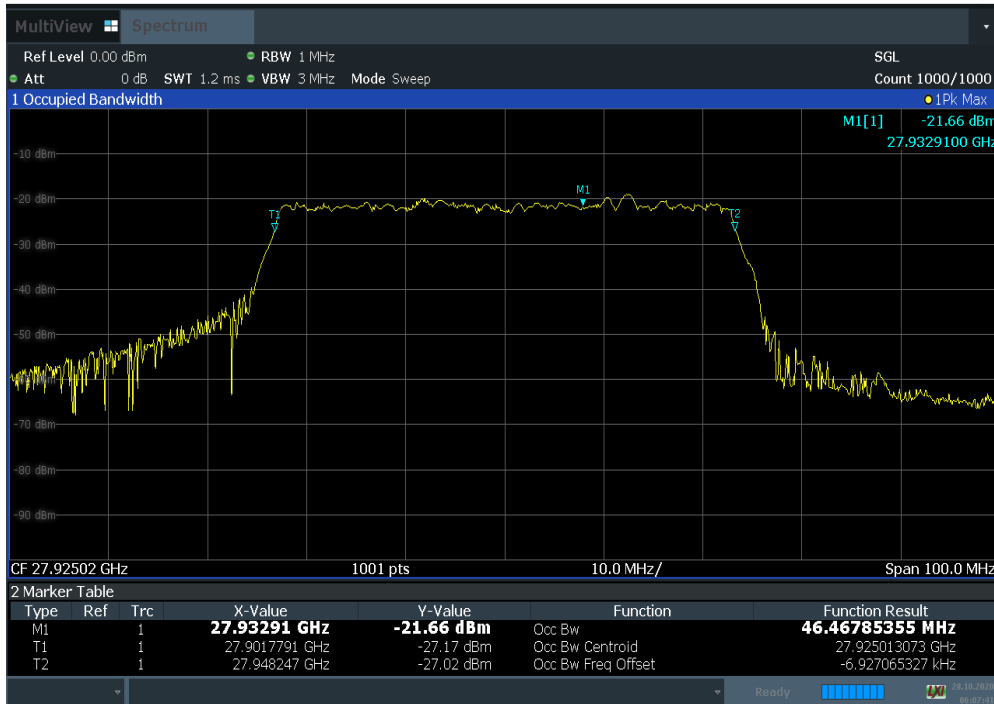 MultiView Spectrum
Ref Level 0.00 dBm RBW 1 MHz SGL
Att 0 dB SWT 1.2 ms VBW 3 MHz Mode Sweep Count 1000/1000
1 Occupied Bandwidth 1Pk Max
M1[1] -21.66 dBm
27.9329100 GHz
-10 dBm
M1
-20 dBm
T1 T2
-30 dBm
-40 dBm
-50 dBm
-70 dBm
-80 dBm
-90 dBm
CF 27.92502 GHz 1001 pts 10.0 MHz/ Span 100.0 MHz
2 Marker Table
Type Ref Trc X-Value Y-Value Function Function Result
M1 1 27.93291 GHz -21.66 dBm Occ Bw 46.46785355 MHz
T1 1 27.9017791 GHz -27.17 dBm Occ Bw Centroid 27.925013073 GHz
T2 1 27.948247 GHz -27.02 dBm Occ Bw Freq Offset -6.927065327 kHz
Ready LXI 28.10.2020